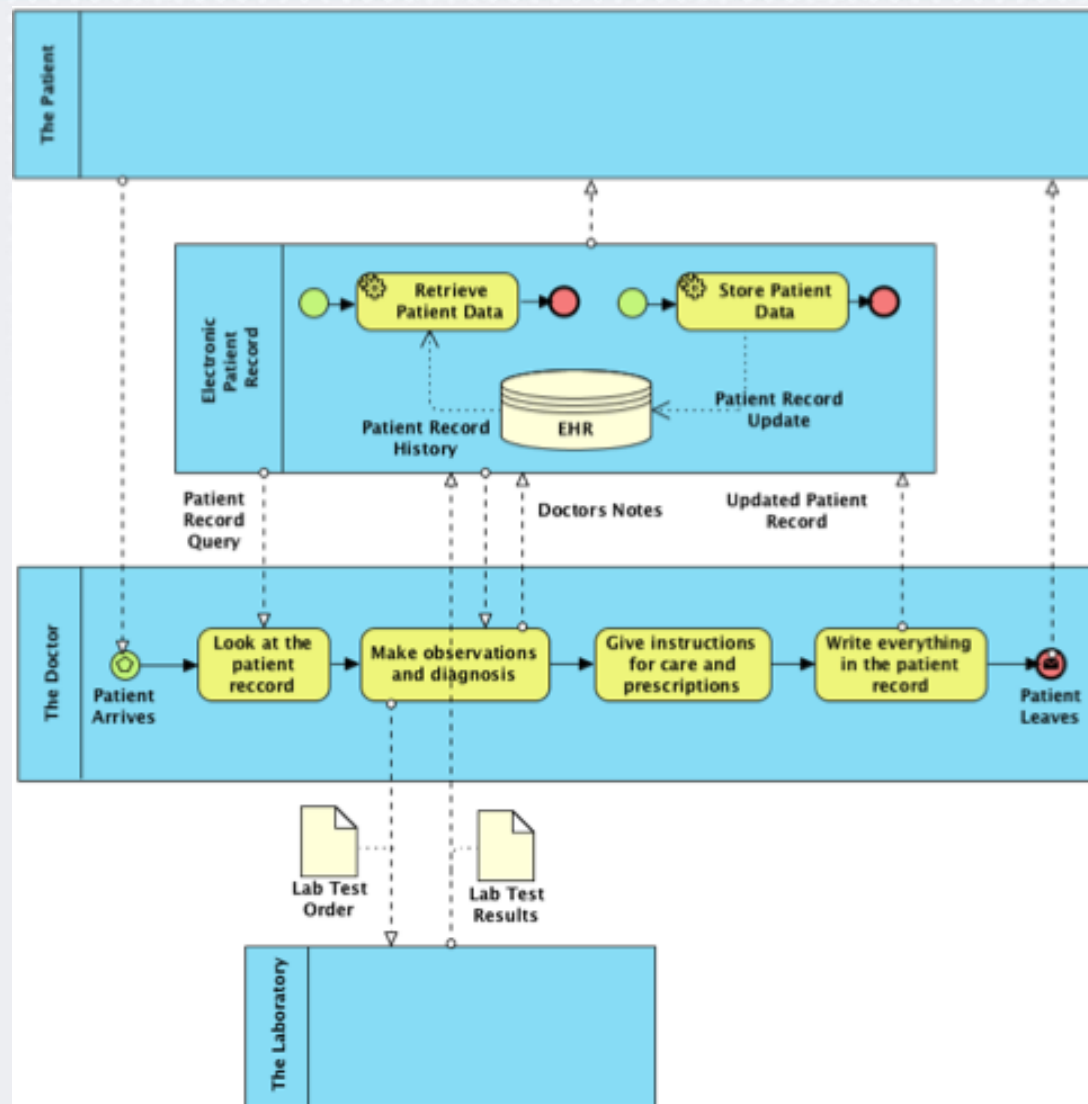 The Patient
Electronic
Patient
Record
Retrieve
Patient Data
Store Patient
Data
Patient Record
History
EHR
Patient Record
Update
Patient
Record
Query
Doctors Notes
Updated Patient
Record
The Doctor
Patient
Arrives
Look at the
patient
reccord
Make observations
and diagnosis
Give instructions
for care and
prescriptions
Write everything
in the patient
record
Patient
Leaves
Lab Test
Order
Lab Test
Results
The Laboratory